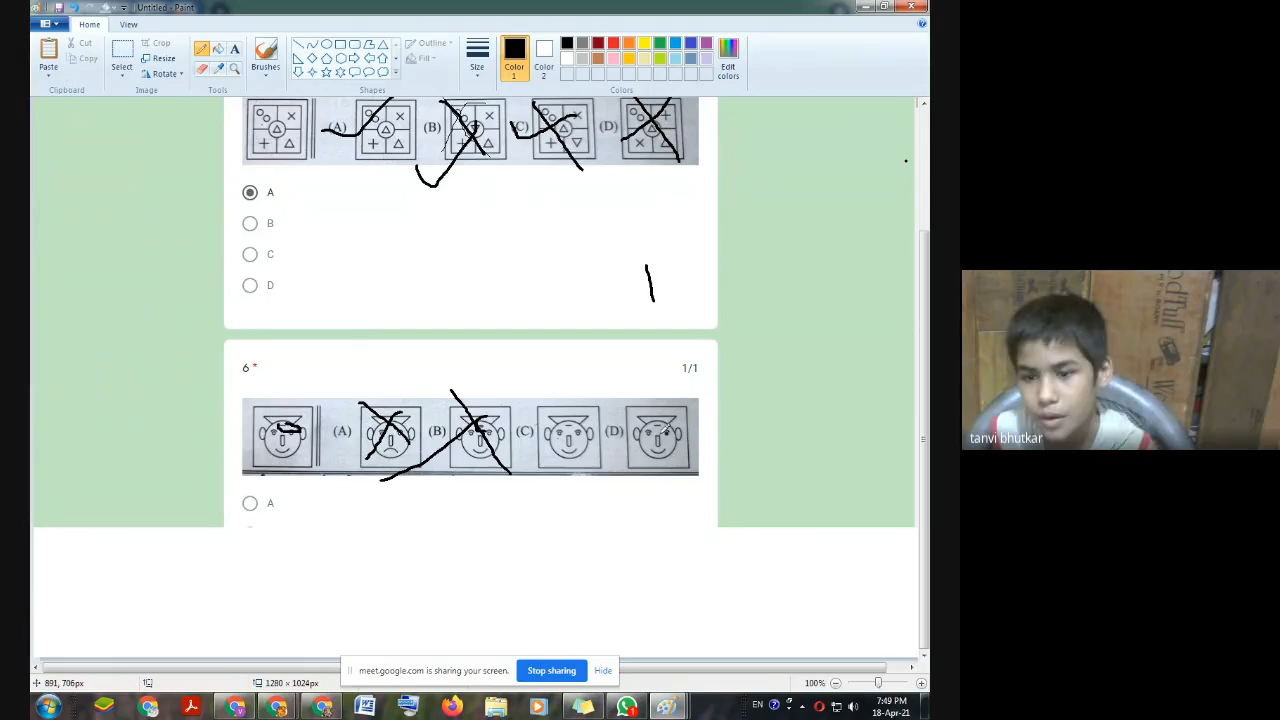 Untitled - Paint
Home View
Paste
Cut
Copy
Clipboard
Select
Crop
Resize
Rotate
Image
Tools
Brushes
Shapes
Outline
Fill
Size
Color 1
Color 2
Colors
Edit colors
(A) (B) (C) (D)
A
B
C
D
6 * 1/1
(A) (B) (C) (D)
A
tanvi bhutkar
meet.google.com is sharing your screen. Stop sharing Hide
891, 706px 1280 × 1024px 100%
EN 7:49 PM
18-Apr-21